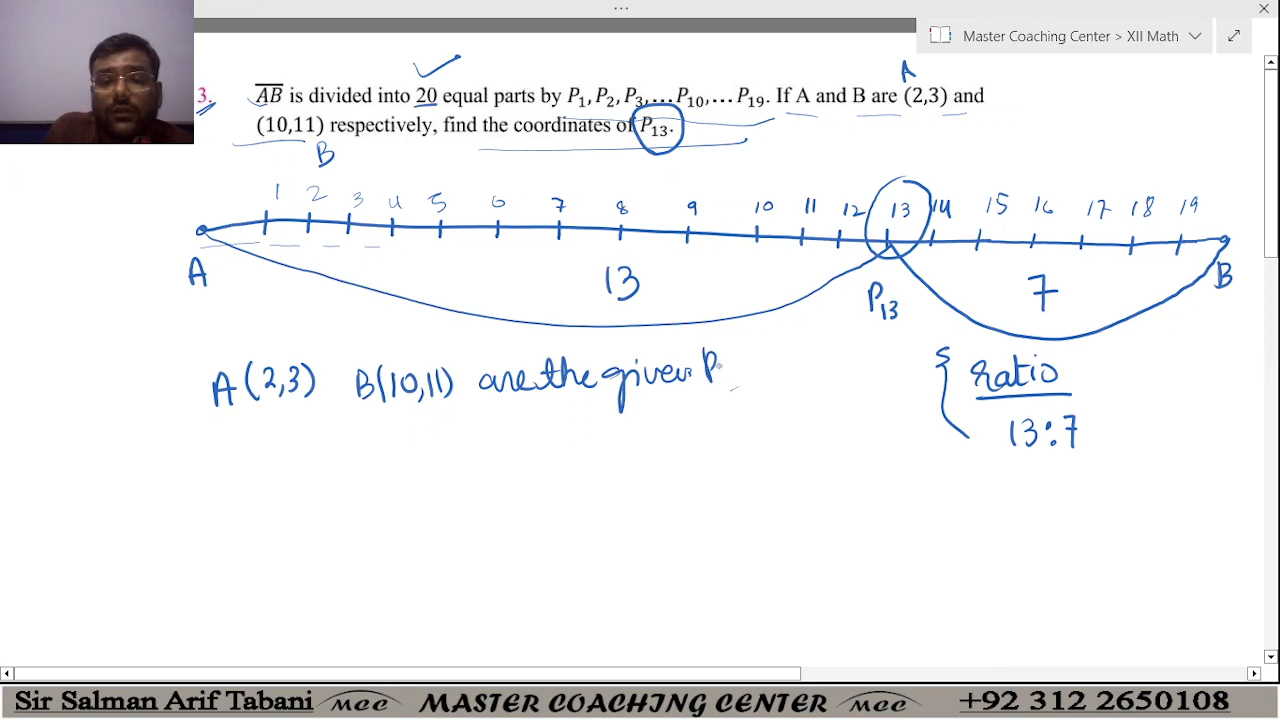 ...
Master Coaching Center > XII Math
A
3. AB is divided into 20 equal parts by P₁, P₂, P₃,...P₁₀,...P₁₉. If A and B are (2,3) and
(10,11) respectively, find the coordinates of P₁₃.
B
1 2 3 4 5 6 7 8 9 10 11 12 13 14 15 16 17 18 19
A 13 P₁₃ 7 B
A(2,3) B(10,11) are the given P
ratio
13:7
Sir Salman Arif Tabani mcc MASTER COACHING CENTER mcc +92 312 2650108